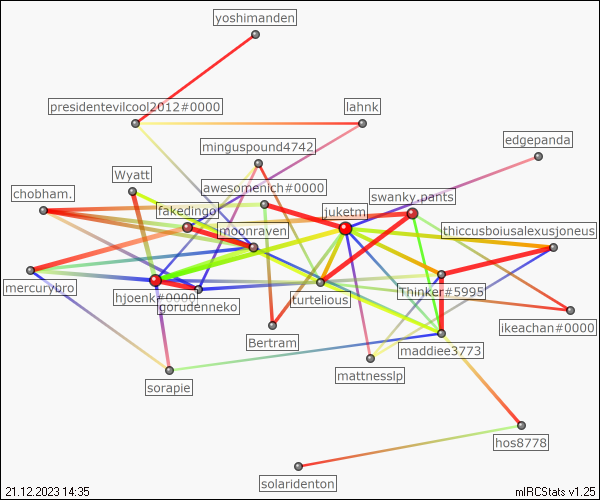 yoshimanden
presidentevilcool2012#0000
lahnk
edgepanda
minguspound4742
Wyatt
awesomenich#0000
chobham.
swanky.pants
fakedingo
juketm
moonraven
thiccusboiusalexusjoneus
mercurybro
hjoenk#0000
gorudenneko
turtelious
Thinker#5995
ikeachan#0000
Bertram
maddiee3773
mattnesslp
sorapie
hos8778
solaridenton
21.12.2023 14:35
mIRCStats v1.25